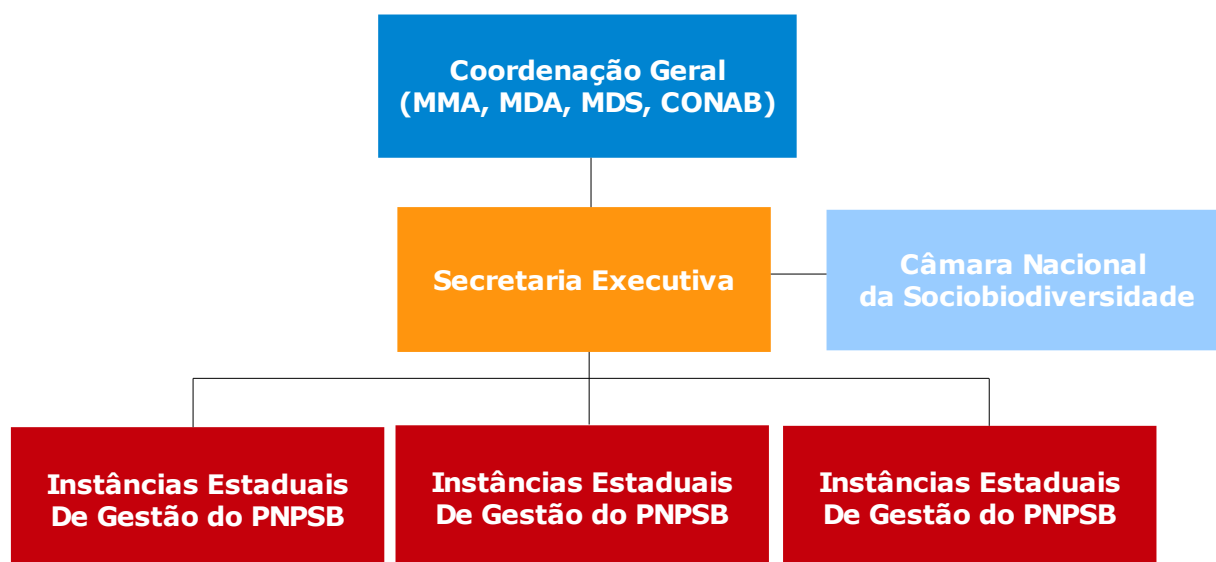 Coordenação Geral
(MMA, MDA, MDS, CONAB)
Secretaria Executiva
Câmara Nacional
da Sociobiodiversidade
Instâncias Estaduais
De Gestão do PNPSB
Instâncias Estaduais
De Gestão do PNPSB
Instâncias Estaduais
De Gestão do PNPSB